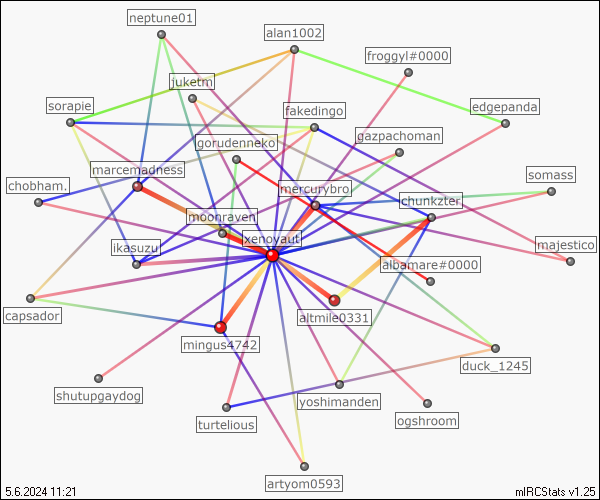 neptune01
alan1002
froggyl#0000
juketm
sorapie
fakedingo
edgepanda
gorudenneko
gazpachoman
marcemadness
chobham.
mercurybro
chunkzter
somass
moonraven
xenoyaut
ikasuzu
majestico
albamare#0000
capsador
altmile0331
mingus4742
duck_1245
shutupgaydog
yoshimanden
turtelious
ogshroom
artyom0593
5.6.2024 11:21
mIRCStats v1.25